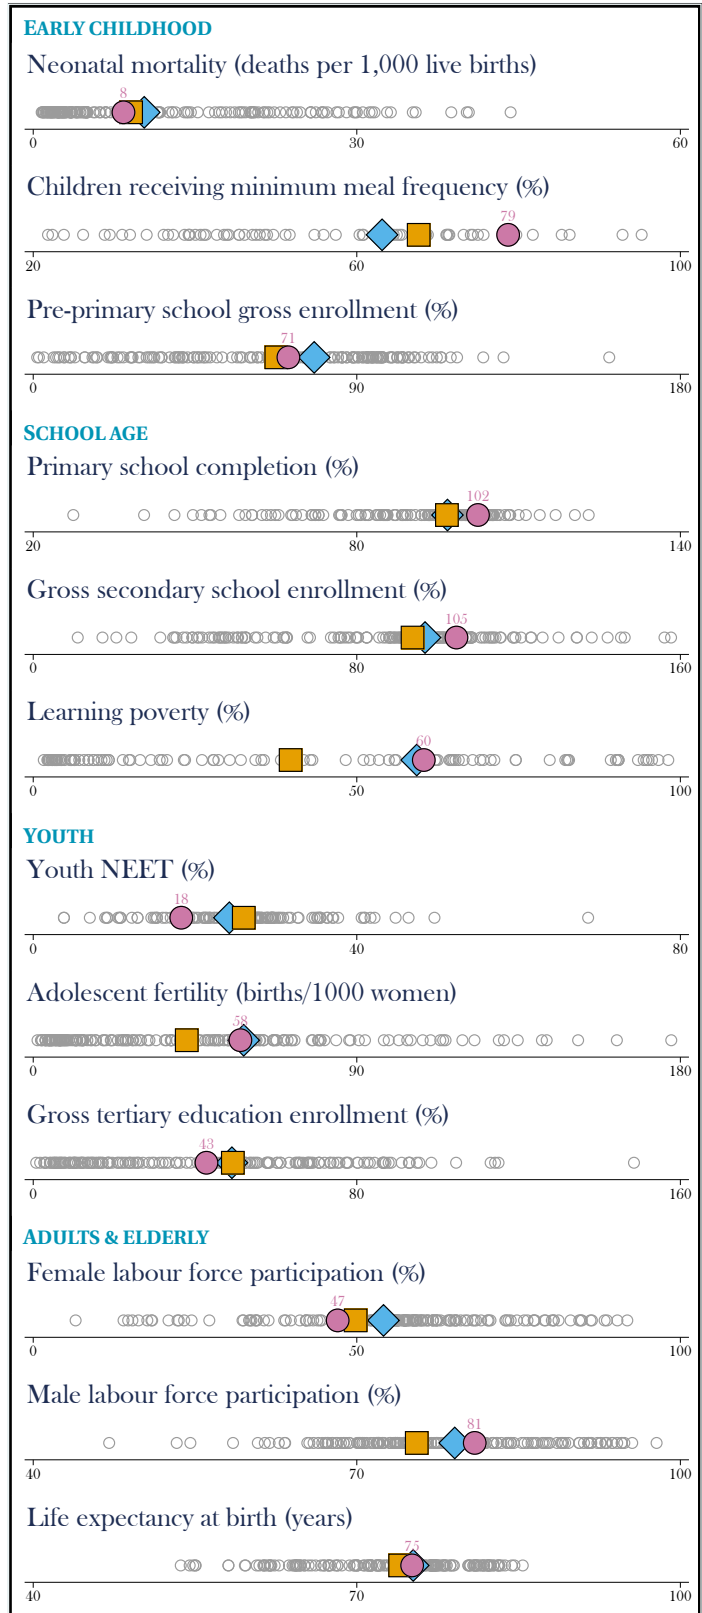 EARLY CHILDHOOD
Neonatal mortality (deaths per 1,000 live births)
8
0 30 60
Children receiving minimum meal frequency (%)
79
20 60 100
Pre-primary school gross enrollment (%)
71
0 90 180
SCHOOL AGE
Primary school completion (%)
102
20 80 140
Gross secondary school enrollment (%)
105
0 80 160
Learning poverty (%)
60
0 50 100
YOUTH
Youth NEET (%)
18
0 40 80
Adolescent fertility (births/1000 women)
58
0 90 180
Gross tertiary education enrollment (%)
43
0 80 160
ADULTS & ELDERLY
Female labour force participation (%)
47
0 50 100
Male labour force participation (%)
81
40 70 100
Life expectancy at birth (years)
75
40 70 100